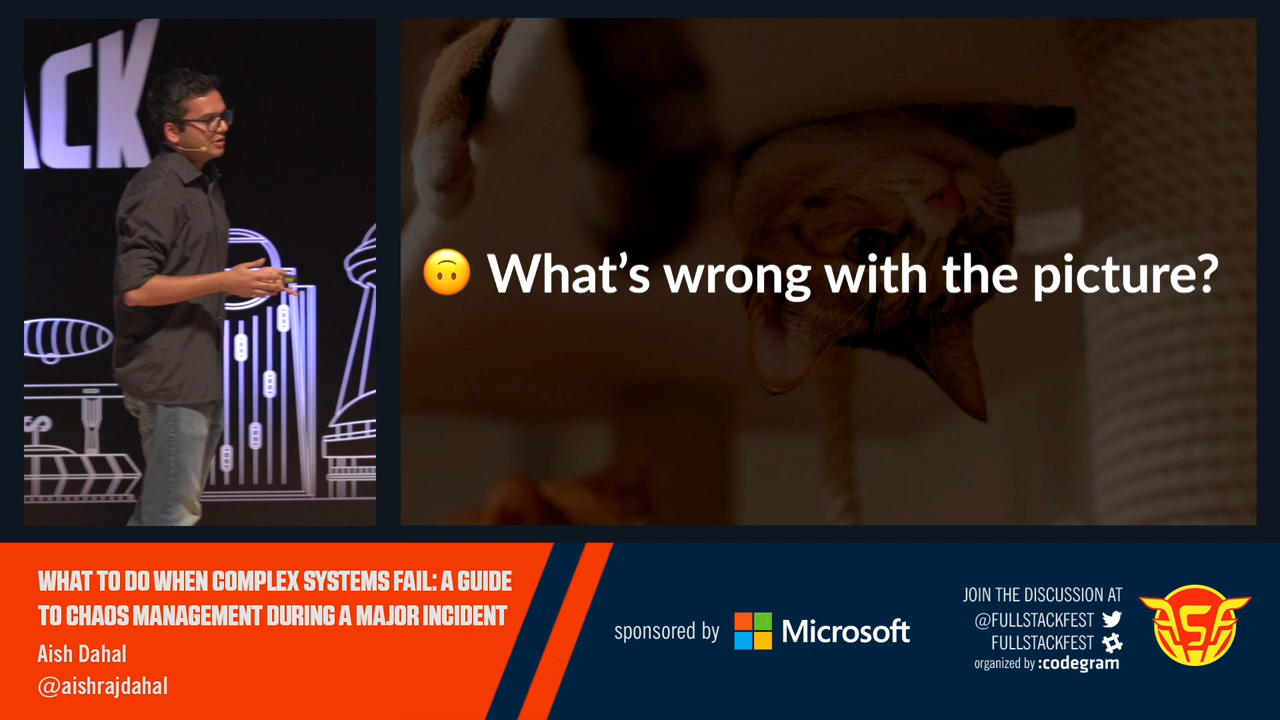 ACK
🙃 What's wrong with the picture?
WHAT TO DO WHEN COMPLEX SYSTEMS FAIL: A GUIDE
TO CHAOS MANAGEMENT DURING A MAJOR INCIDENT
Aish Dahal
@aishrajdahal
sponsored by Microsoft
JOIN THE DISCUSSION AT
@FULLSTACKFEST
FULLSTACKFEST
organized by :codegram
FSF